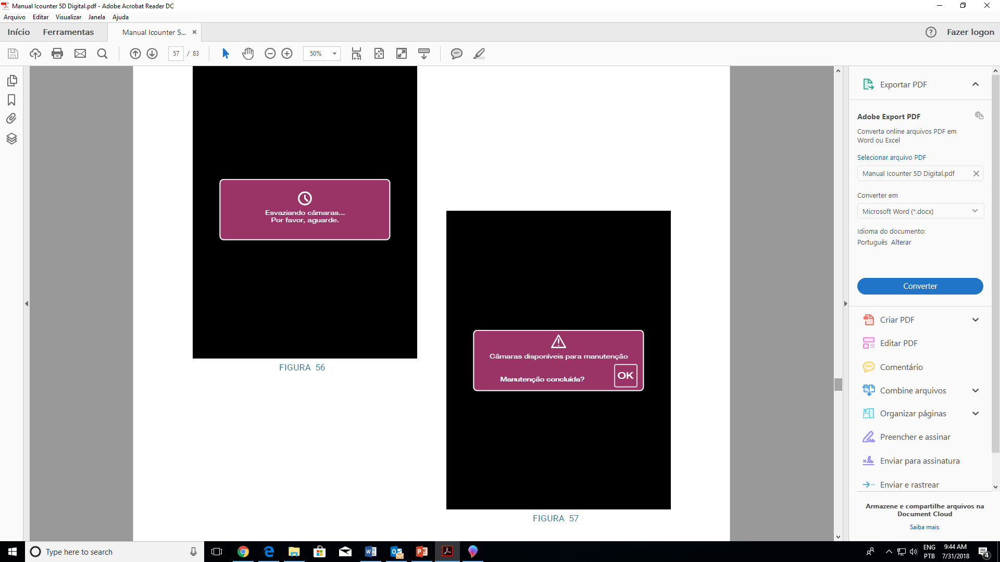 Manual Icounter 5D Digital.pdf - Adobe Acrobat Reader DC
Arquivo Editar Visualizar Janela Ajuda
Início Ferramentas Manual Icounter 5... Fazer logon
57 / 83 50%
Esvaziando câmaras...
Por favor, aguarde.
FIGURA 56
Câmaras disponíveis para manutenção
Manutenção concluída? OK
FIGURA 57
Exportar PDF
Adobe Export PDF
Converta online arquivos PDF em
Word ou Excel
Selecionar arquivo PDF
Manual Icounter 5D Digital.pdf
Converter em
Microsoft Word (*.docx)
Idioma do documento:
Português Alterar
Converter
Criar PDF
Editar PDF
Comentário
Combine arquivos
Organizar páginas
Preencher e assinar
Enviar para assinatura
Enviar e rastrear
Armazene e compartilhe arquivos na
Document Cloud
Saiba mais
Type here to search
ENG
PTB
9:44 AM
7/31/2018
4